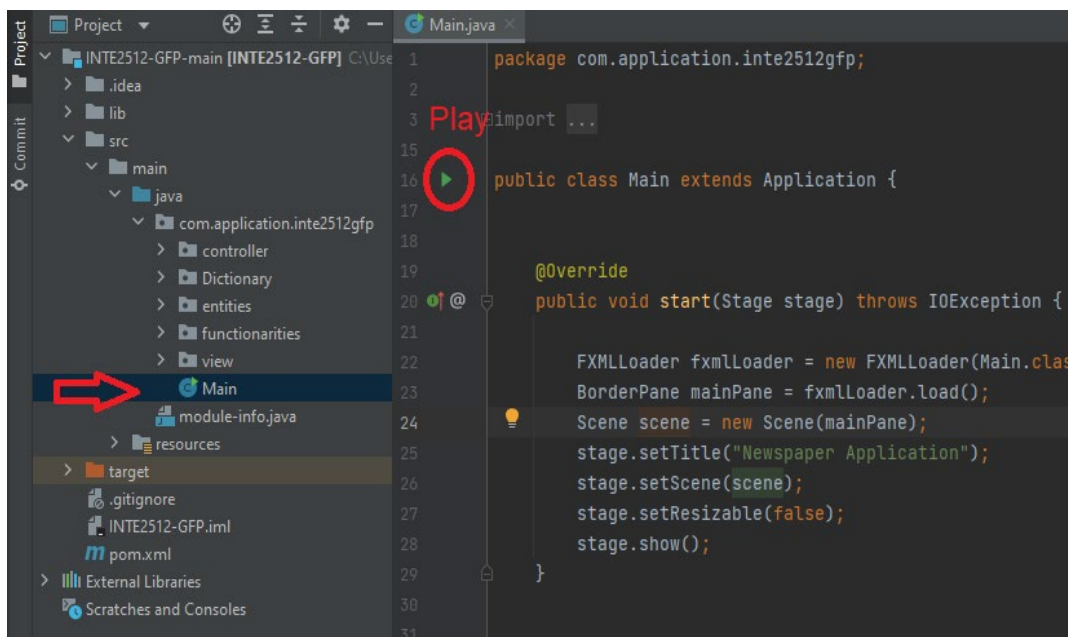 Project
Commit
Project
INTE2512-GFP-main [INTE2512-GFP] C:\Use
.idea
lib
src
main
java
com.application.inte2512gfp
controller
Dictionary
entities
functionarities
view
Main
module-info.java
resources
target
.gitignore
INTE2512-GFP.iml
m pom.xml
External Libraries
Scratches and Consoles
Main.java
Play
1 package com.application.inte2512gfp;
2
3 import ...
15
16 public class Main extends Application {
17
18
19 @Override
20 @ public void start(Stage stage) throws IOException {
21
22 FXMLLoader fxmlLoader = new FXMLLoader(Main.clas
23 BorderPane mainPane = fxmlLoader.load();
24 Scene scene = new Scene(mainPane);
25 stage.setTitle("Newspaper Application");
26 stage.setScene(scene);
27 stage.setResizable(false);
28 stage.show();
29 }
30
31